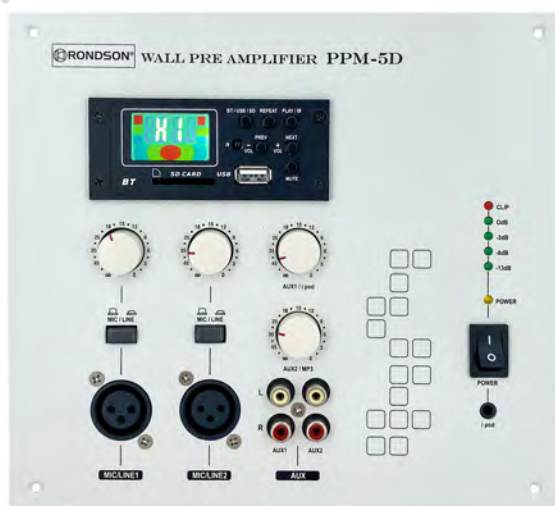 RONDSON® WALL PRE AMPLIFIER PPM-5D
BT / USB / SD REPEAT PLAY / III
PREV NEXT
− VOL + VOL
MUTE
BT SD CARD USB
CLIP
0dB
-3dB
-6dB
-13dB
POWER
AUX1 / i pod
MIC / LINE MIC / LINE
AUX2 / MP3
I
O
POWER
i pod
L
R
AUX1 AUX2
MIC/LINE1 MIC/LINE2 AUX